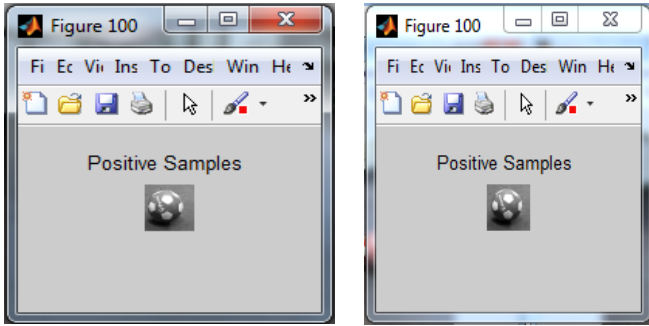 Figure 100
Fi Ec Vi Ins To Des Win He
Positive Samples
Figure 100
Fi Ec Vi Ins To Des Win He
Positive Samples